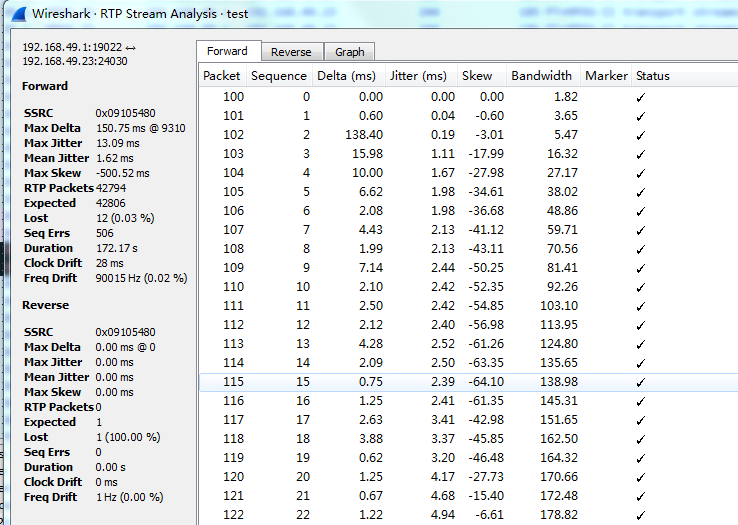 Wireshark · RTP Stream Analysis · test
192.168.49.1:19022 ↔
192.168.49.23:24030
Forward
SSRC 0x09105480
Max Delta 150.75 ms @ 9310
Max Jitter 13.09 ms
Mean Jitter 1.62 ms
Max Skew -500.52 ms
RTP Packets 42794
Expected 42806
Lost 12 (0.03 %)
Seq Errs 506
Duration 172.17 s
Clock Drift 28 ms
Freq Drift 90015 Hz (0.02 %)
Reverse
SSRC 0x09105480
Max Delta 0.00 ms @ 0
Max Jitter 0.00 ms
Mean Jitter 0.00 ms
Max Skew 0.00 ms
RTP Packets 0
Expected 1
Lost 1 (100.00 %)
Seq Errs 0
Duration 0.00 s
Clock Drift 0 ms
Freq Drift 1 Hz (0.00 %)
Forward Reverse Graph
Packet Sequence Delta (ms) Jitter (ms) Skew Bandwidth Marker Status
100 0 0.00 0.00 0.00 1.82 ✓
101 1 0.60 0.04 -0.60 3.65 ✓
102 2 138.40 0.19 -3.01 5.47 ✓
103 3 15.98 1.11 -17.99 16.32 ✓
104 4 10.00 1.67 -27.98 27.17 ✓
105 5 6.62 1.98 -34.61 38.02 ✓
106 6 2.08 1.98 -36.68 48.86 ✓
107 7 4.43 2.13 -41.12 59.71 ✓
108 8 1.99 2.13 -43.11 70.56 ✓
109 9 7.14 2.44 -50.25 81.41 ✓
110 10 2.10 2.42 -52.35 92.26 ✓
111 11 2.50 2.42 -54.85 103.10 ✓
112 12 2.12 2.40 -56.98 113.95 ✓
113 13 4.28 2.52 -61.26 124.80 ✓
114 14 2.09 2.50 -63.35 135.65 ✓
115 15 0.75 2.39 -64.10 138.98 ✓
116 16 1.25 2.41 -61.35 145.31 ✓
117 17 2.63 3.41 -42.98 151.65 ✓
118 18 3.88 3.37 -45.85 162.50 ✓
119 19 0.62 3.20 -46.48 164.32 ✓
120 20 1.25 4.17 -27.73 170.66 ✓
121 21 0.67 4.68 -15.40 172.48 ✓
122 22 1.22 4.94 -6.61 178.82 ✓